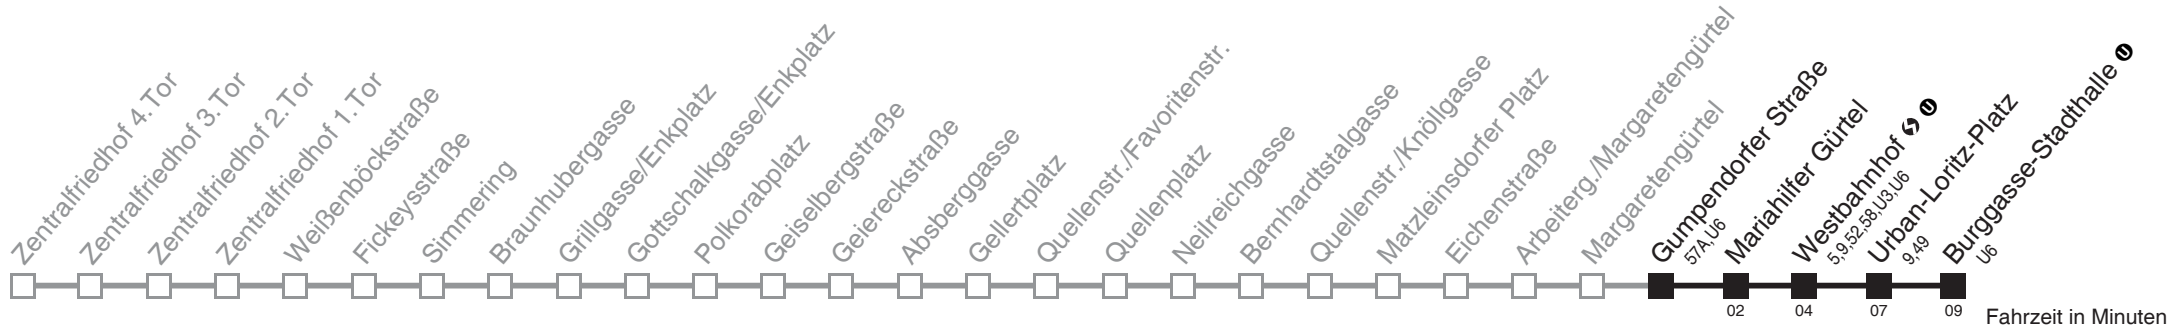 Zentralfriedhof 4. Tor
Zentralfriedhof 3. Tor
Zentralfriedhof 2. Tor
Zentralfriedhof 1. Tor
Weißenböckstraße
Fickeysstraße
Simmering
Braunhubergasse
Grillgasse/Enkplatz
Gottschalkgasse/Enkplatz
Polkorabplatz
Geiselbergstraße
Geiereckstraße
Absberggasse
Gellertplatz
Quellenstr./Favoritenstr.
Quellenplatz
Neilreichgasse
Bernhardtstalgasse
Quellenstr./Knöllgasse
Matzleinsdorfer Platz
Eichenstraße
Arbeiterg./Margaretengürtel
Margaretengürtel
Gumpendorfer Straße
57A,U6
Mariahilfer Gürtel
02
Westbahnhof S U
5,9,52,58,U3,U6
04
Urban-Loritz-Platz
9,49
07
Burggasse-Stadthalle U
U6
09
Fahrzeit in Minuten